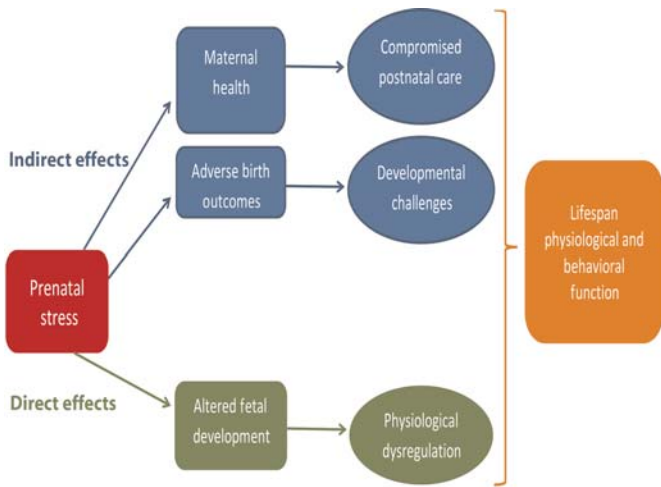 Maternal
health
Compromised
postnatal care
Indirect effects
Adverse birth
outcomes
Developmental
challenges
Lifespan
physiological and
behavioral
function
Prenatal
stress
Direct effects
Altered fetal
development
Physiological
dysregulation